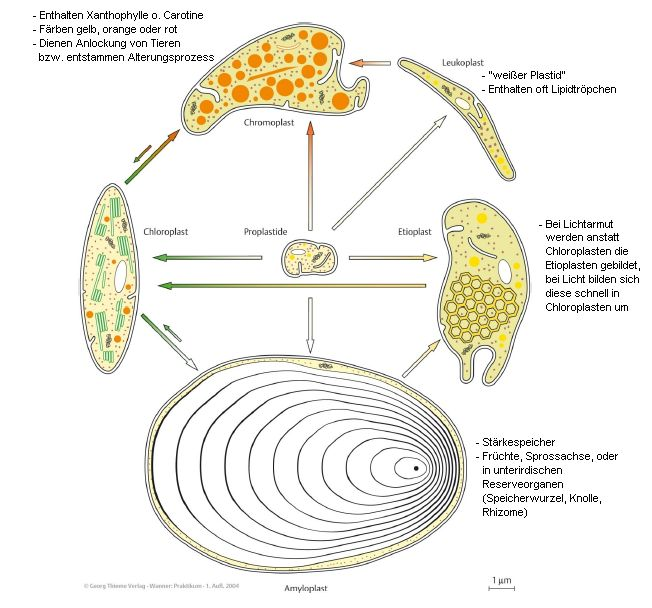 - Enthalten Xanthophylle o. Carotine
- Färben gelb, orange oder rot
- Dienen Anlockung von Tieren
bzw. entstammen Alterungsprozess
Chromoplast
Leukoplast
- "weißer Plastid"
- Enthalten oft Lipidtröpchen
Chloroplast
Proplastide
Etioplast
- Bei Lichtarmut
werden anstatt
Chloroplasten die
Etioplasten gebildet,
bei Licht bilden sich
diese schnell in
Chloroplasten um
- Stärkespeicher
- Früchte, Sprossachse, oder
in unterirdischen
Reserveorganen
(Speicherwurzel, Knolle,
Rhizome)
© Georg Thieme Verlag - Wanner: Praktikum - 1. Aufl. 2004
Amyloplast
1 µm